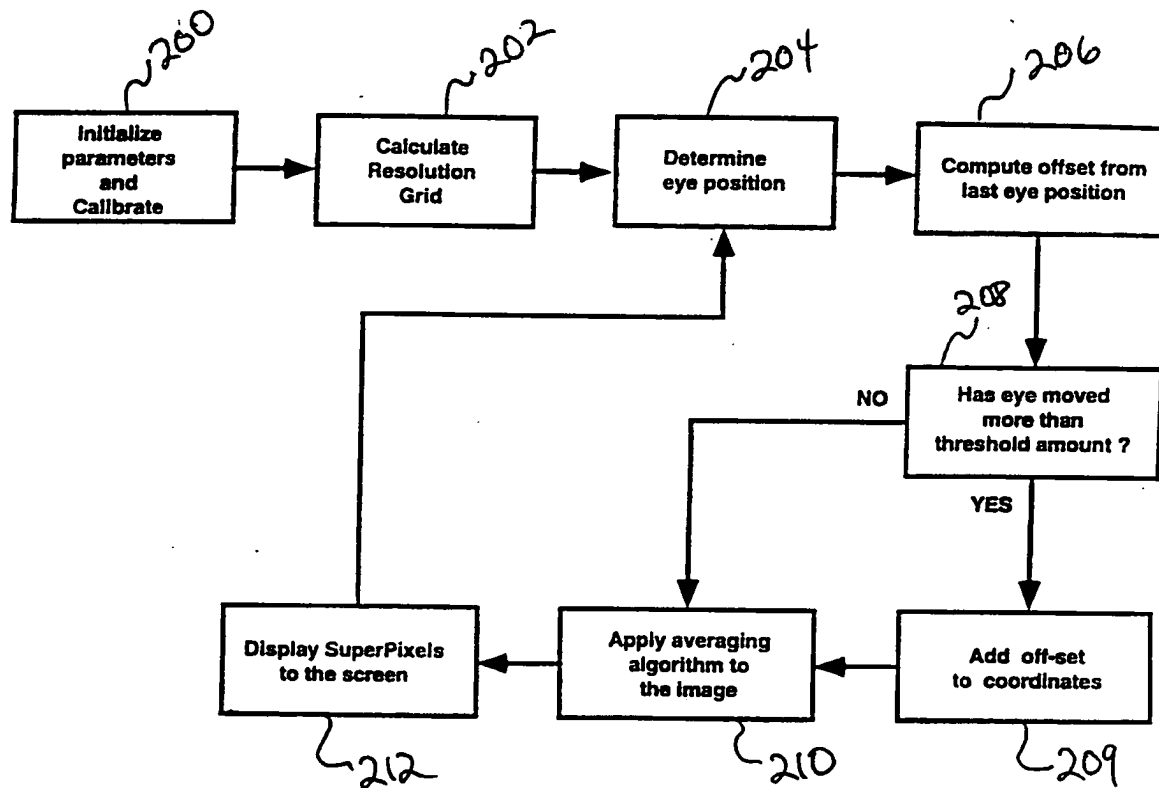 200
202
204
206
Initialize
parameters
and
Calibrate
Calculate
Resolution
Grid
Determine
eye position
Compute offset from
last eye position
208
NO
Has eye moved
more than
threshold amount ?
YES
Display SuperPixels
to the screen
Apply averaging
algorithm to
the image
Add off-set
to coordinates
212
210
209